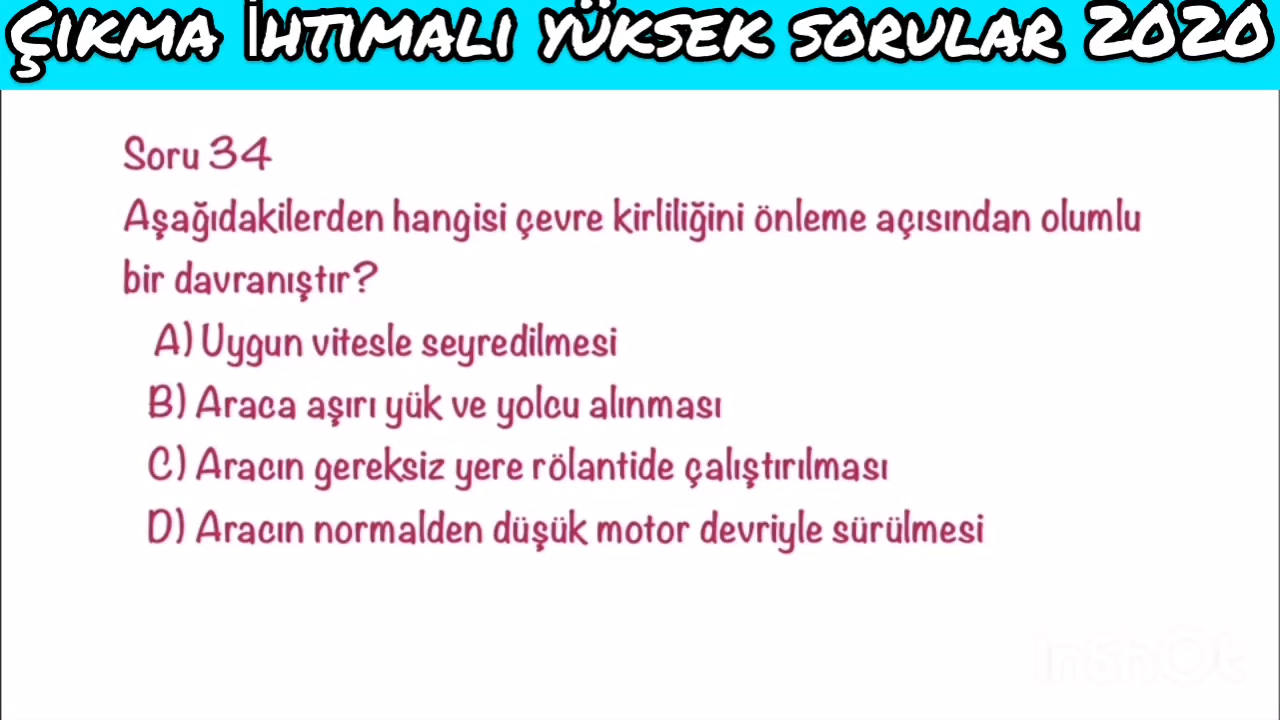 Çıkma İhtimali yüksek sorular 2020
Soru 34
Aşağıdakilerden hangisi çevre kirliliğini önleme açısından olumlu
bir davranıştır?
A) Uygun vitesle seyredilmesi
B) Araca aşırı yük ve yolcu alınması
C) Aracın gereksiz yere rölantide çalıştırılması
D) Aracın normalden düşük motor devriyle sürülmesi